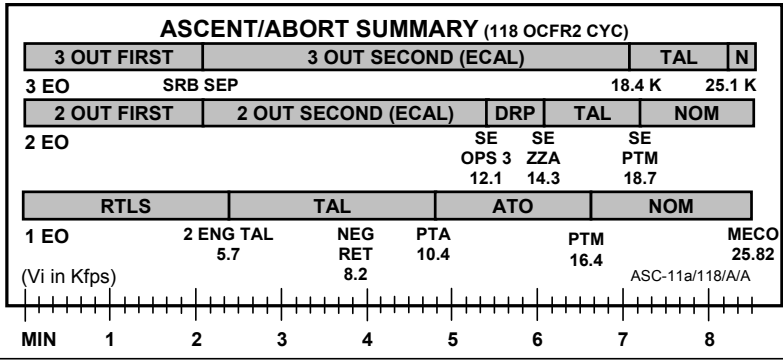 ASCENT/ABORT SUMMARY (118 OCFR2 CYC)
3 OUT FIRST 3 OUT SECOND (ECAL) TAL N
3 EO SRB SEP 18.4 K 25.1 K
2 OUT FIRST 2 OUT SECOND (ECAL) DRP TAL NOM
2 EO SE SE SE
OPS 3 ZZA PTM
12.1 14.3 18.7
RTLS TAL ATO NOM
1 EO 2 ENG TAL NEG PTA PTM MECO
5.7 RET 10.4 16.4 25.82
(Vi in Kfps) 8.2 ASC-11a/118/A/A
MIN 1 2 3 4 5 6 7 8